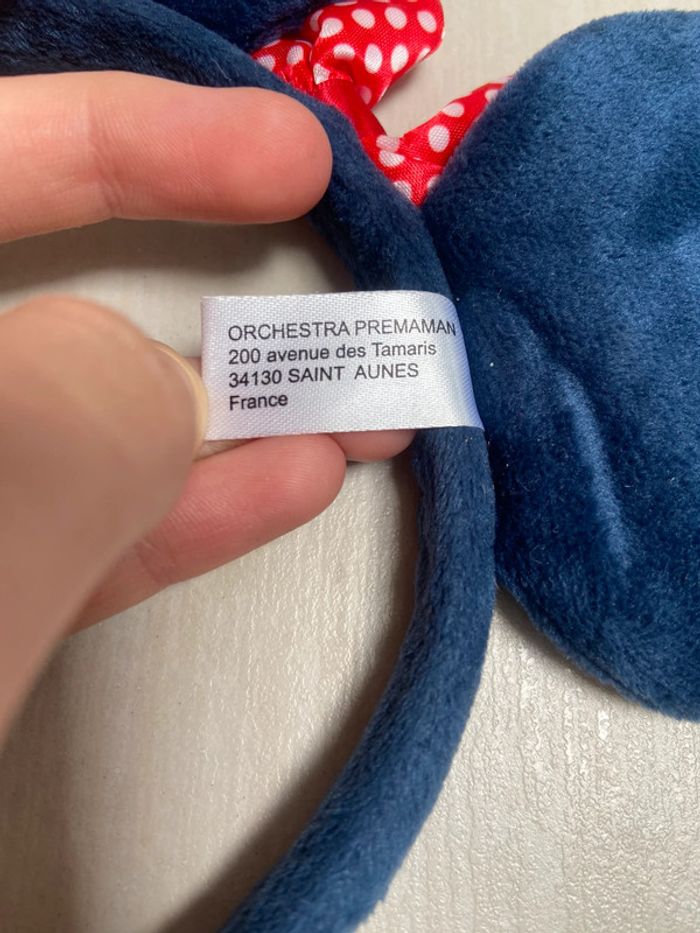 ORCHESTRA PREMAMAN
200 avenue des Tamaris
34130 SAINT AUNES
France